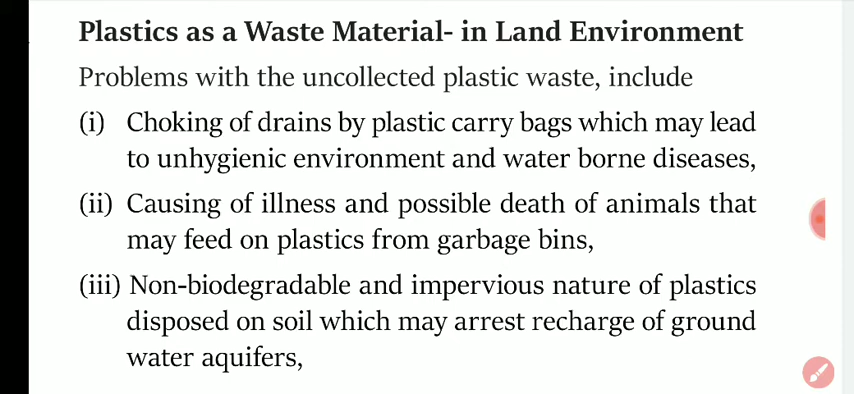 Plastics as a Waste Material- in Land Environment
Problems with the uncollected plastic waste, include
(i) Choking of drains by plastic carry bags which may lead
to unhygienic environment and water borne diseases,
(ii) Causing of illness and possible death of animals that
may feed on plastics from garbage bins,
(iii) Non-biodegradable and impervious nature of plastics
disposed on soil which may arrest recharge of ground
water aquifers,